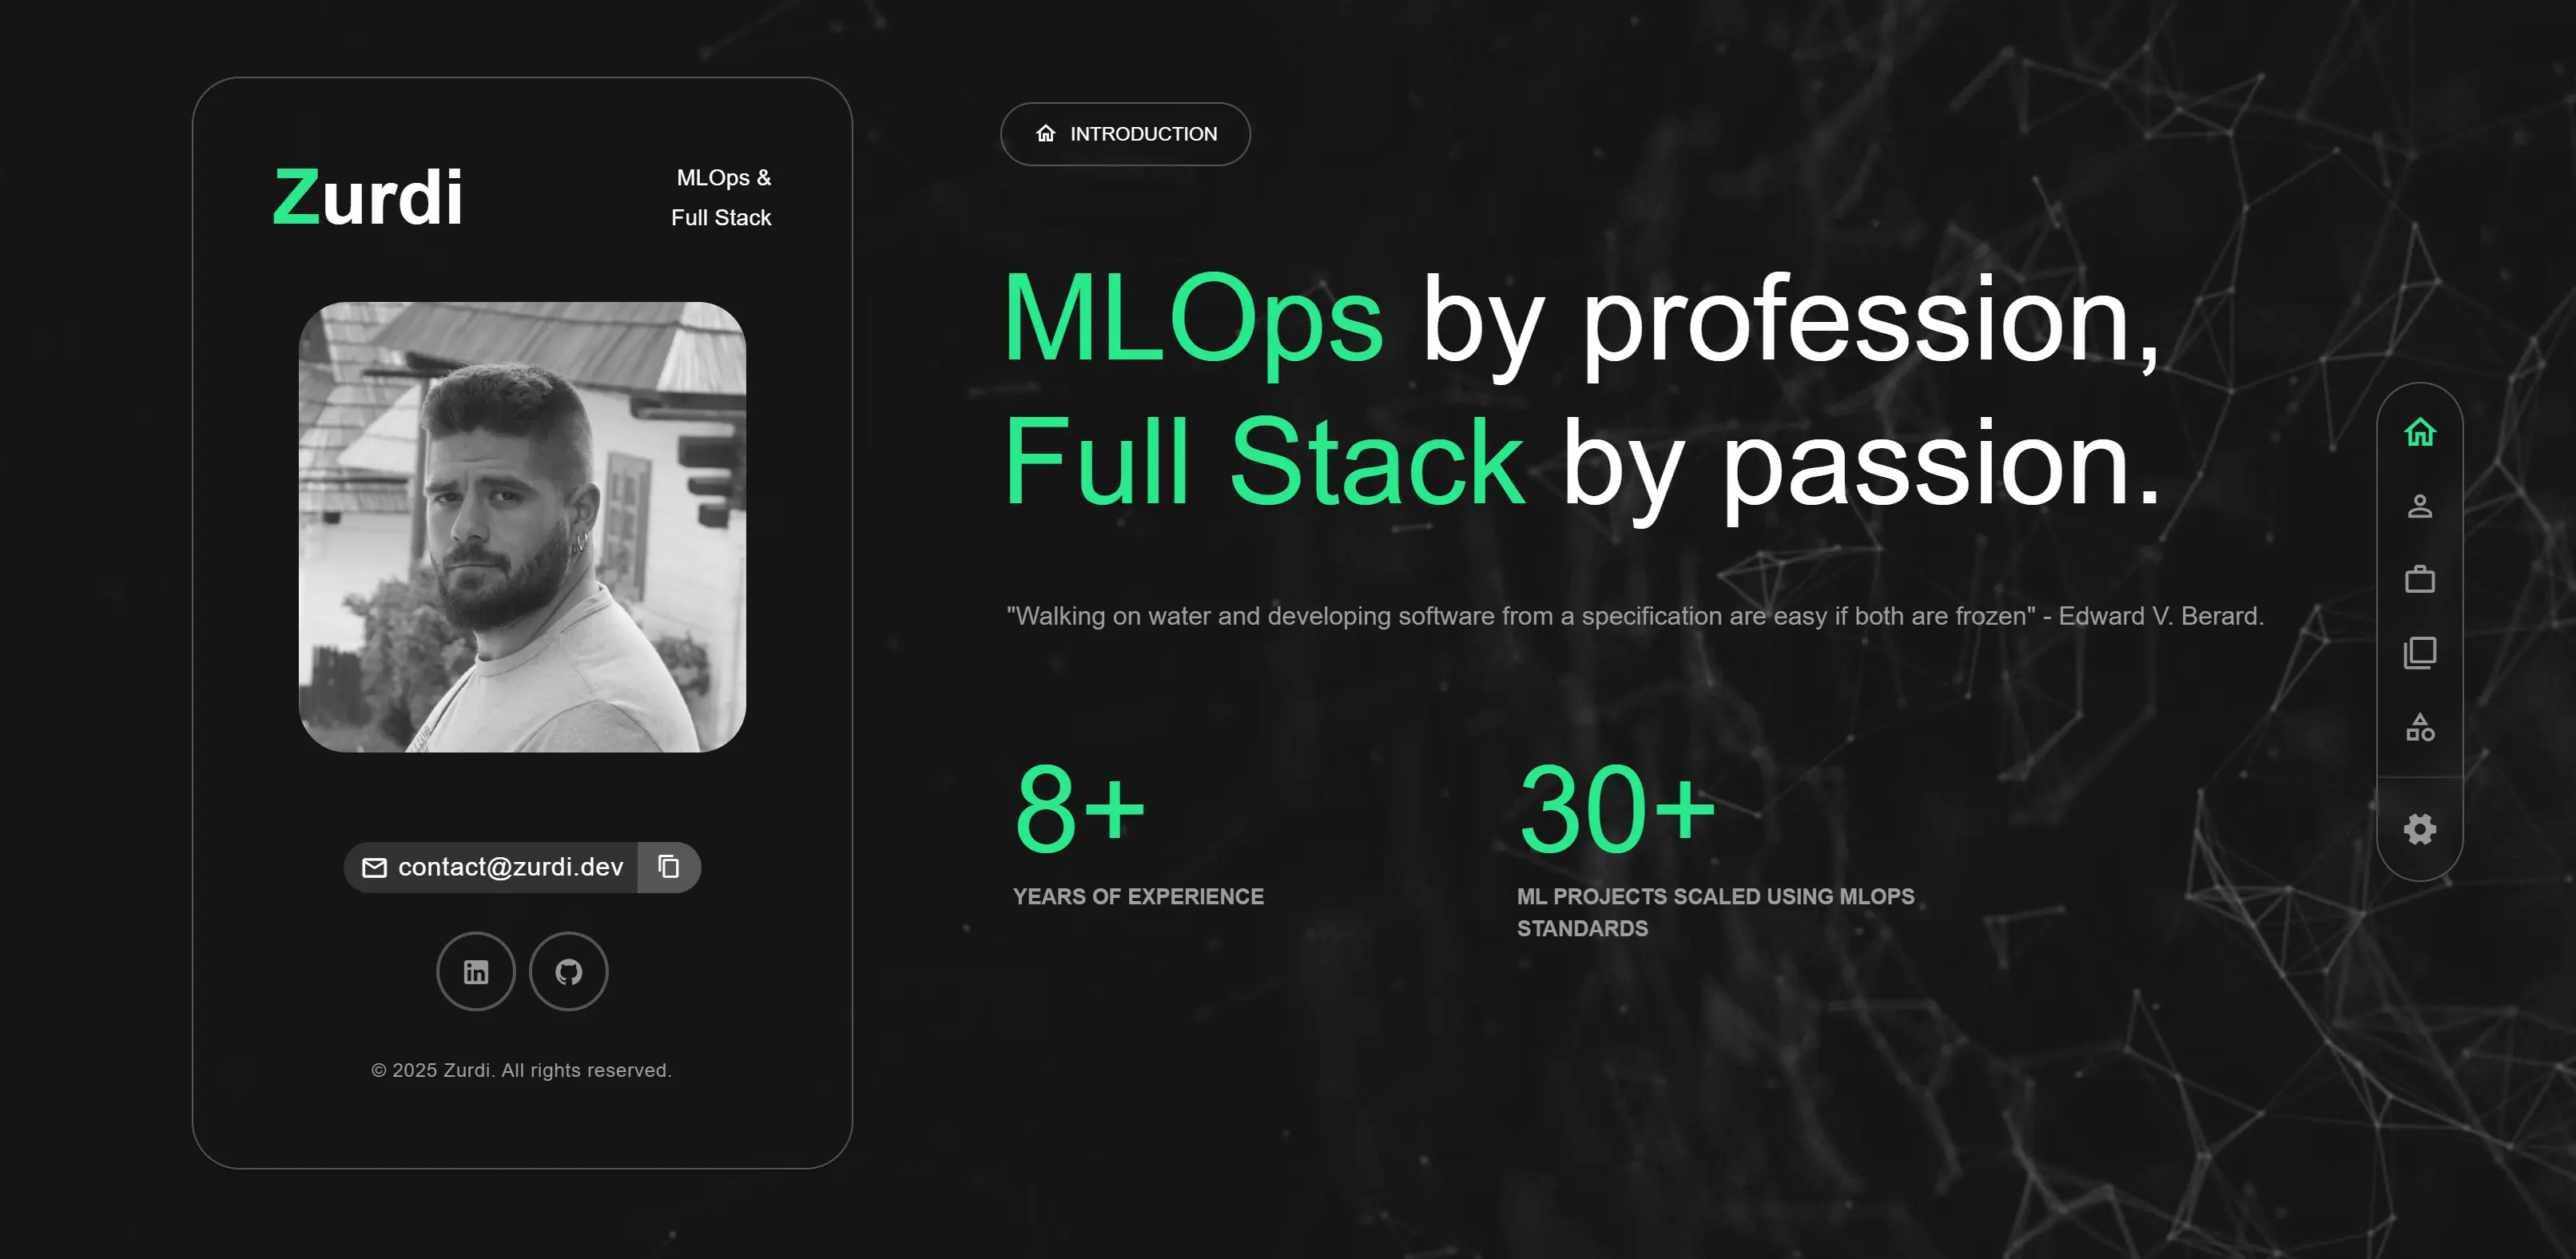 Zurdi
MLOps &
Full Stack
contact@zurdi.dev
© 2025 Zurdi. All rights reserved.
INTRODUCTION
MLOps by profession,
Full Stack by passion.
"Walking on water and developing software from a specification are easy if both are frozen" - Edward V. Berard.
8+
YEARS OF EXPERIENCE
30+
ML PROJECTS SCALED USING MLOPS
STANDARDS